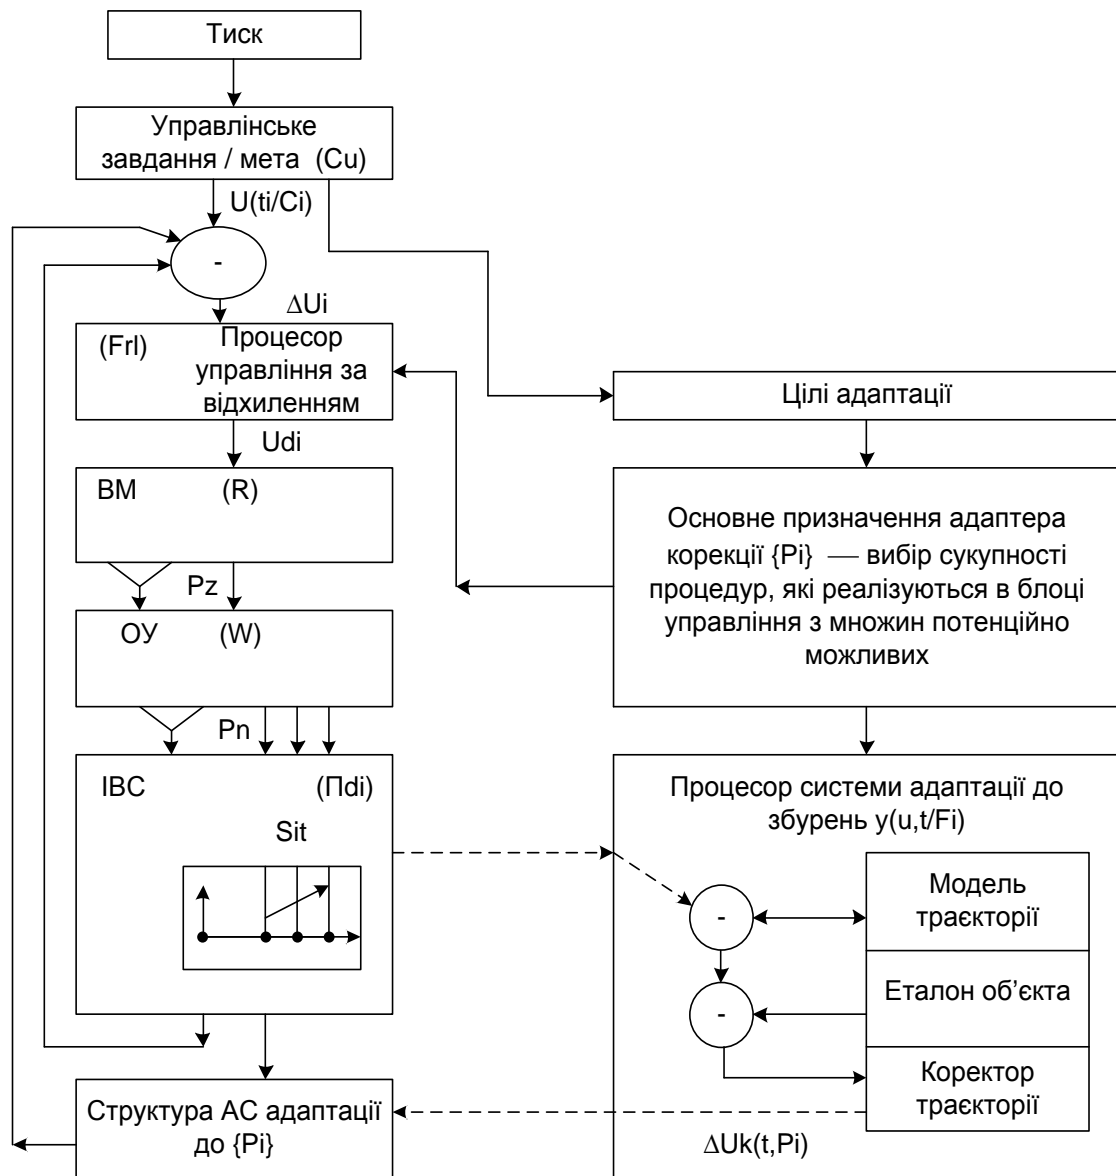 Тиск
Управлінське
завдання / мета (Cu)
U(ti/Ci)
-
ΔUi
(Frl) Процесор
управління за
відхиленням
Udi
ВМ (R)
Pz
ОУ (W)
Pn
ІВС (Пdi)
Sit
Структура АС адаптації
до {Pi}
Цілі адаптації
Основне призначення адаптера
корекції {Pi} — вибір сукупності
процедур, які реалізуються в блоці
управління з множин потенційно
можливих
Процесор системи адаптації до
збурень y(u,t/Fi)
-
Модель
траєкторії
-
Еталон об’єкта
Коректор
траєкторії
ΔUk(t,Pi)